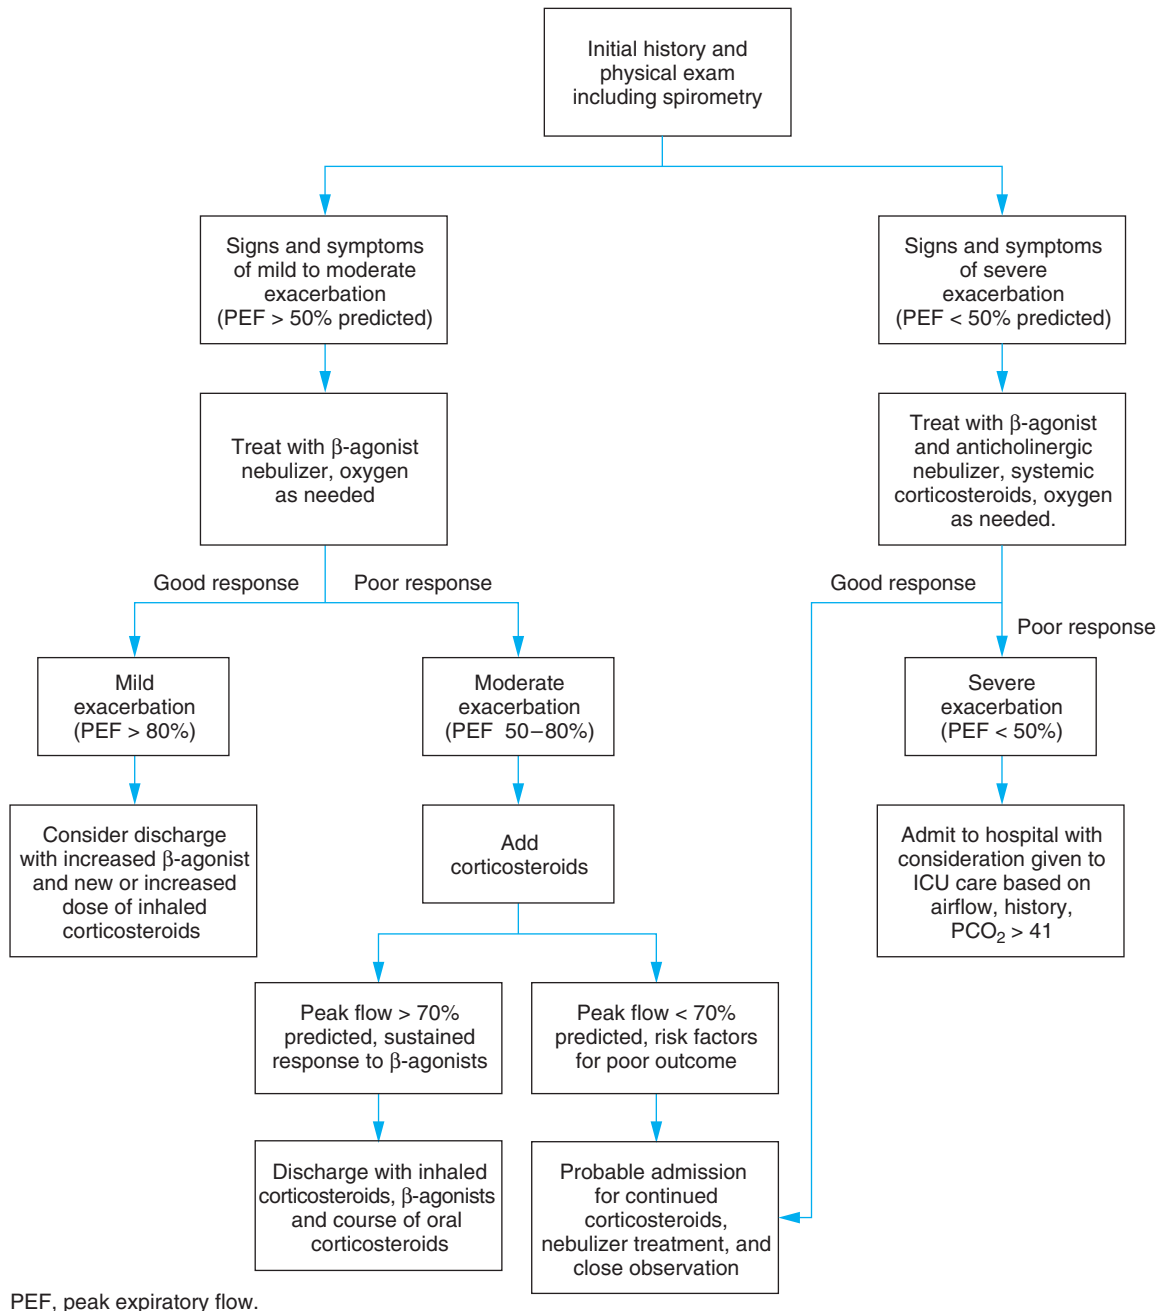 Initial history and
physical exam
including spirometry
Signs and symptoms
of mild to moderate
exacerbation
(PEF > 50% predicted)
Signs and symptoms
of severe
exacerbation
(PEF < 50% predicted)
Treat with β-agonist
nebulizer, oxygen
as needed
Treat with β-agonist
and anticholinergic
nebulizer, systemic
corticosteroids, oxygen
as needed.
Good response
Poor response
Good response
Poor response
Mild
exacerbation
(PEF > 80%)
Moderate
exacerbation
(PEF 50–80%)
Severe
exacerbation
(PEF < 50%)
Consider discharge
with increased β-agonist
and new or increased
dose of inhaled
corticosteroids
Add
corticosteroids
Admit to hospital with
consideration given to
ICU care based on
airflow, history,
PCO₂ > 41
Peak flow > 70%
predicted, sustained
response to β-agonists
Peak flow < 70%
predicted, risk factors
for poor outcome
Discharge with inhaled
corticosteroids, β-agonists
and course of oral
corticosteroids
Probable admission
for continued
corticosteroids,
nebulizer treatment, and
close observation
PEF, peak expiratory flow.